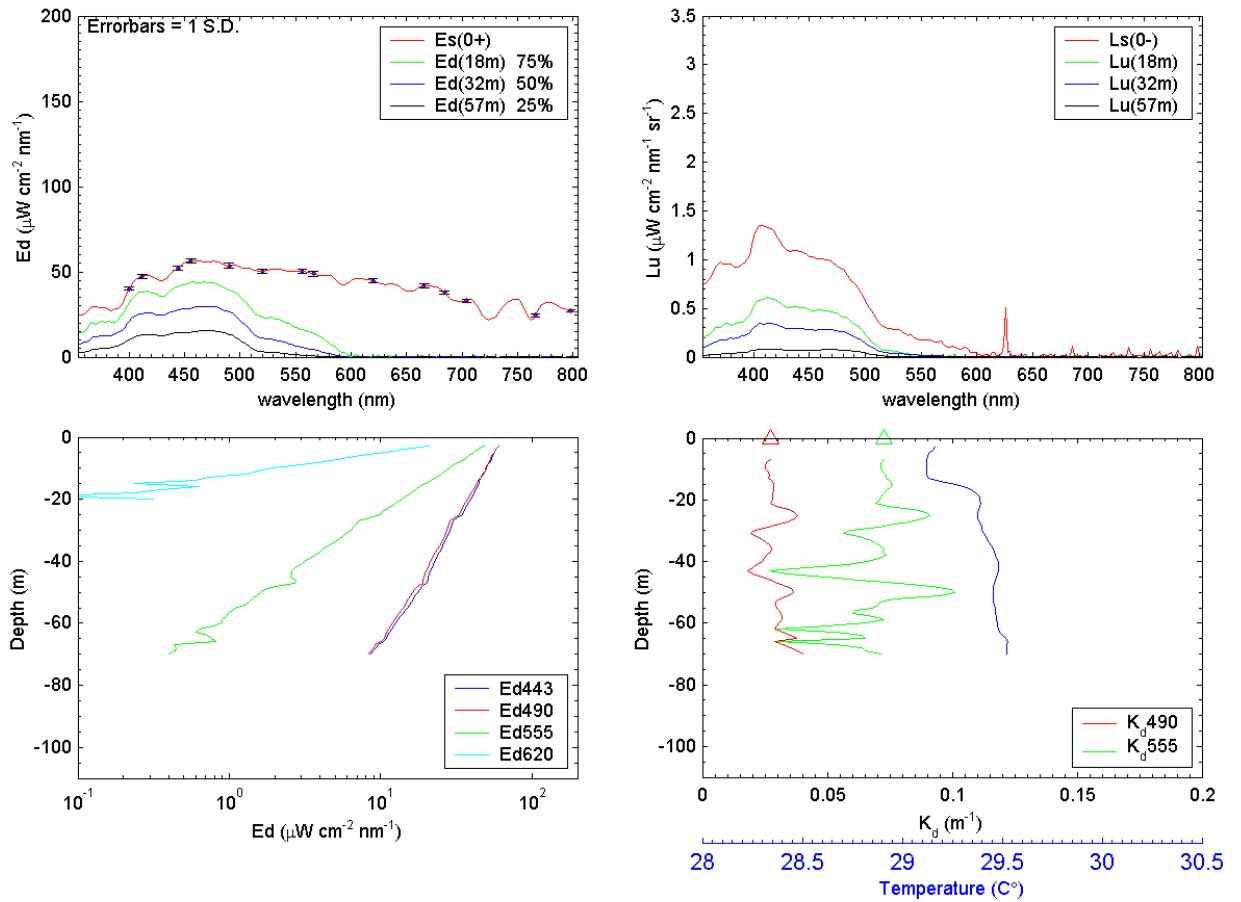 Errorbars = 1 S.D.
Es(0+)
Ed(18m) 75%
Ed(32m) 50%
Ed(57m) 25%
200
150
100
50
0
Ed (μW cm⁻² nm⁻¹)
400 450 500 550 600 650 700 750 800
wavelength (nm)
Ls(0-)
Lu(18m)
Lu(32m)
Lu(57m)
3.5
3
2.5
2
1.5
1
0.5
0
Lu (μW cm⁻² nm⁻¹ sr⁻¹)
400 450 500 550 600 650 700 750 800
wavelength (nm)
0
-20
-40
-60
-80
-100
Depth (m)
Ed443
Ed490
Ed555
Ed620
10⁻¹ 10⁰ 10¹ 10²
Ed (μW cm⁻² nm⁻¹)
0
-20
-40
-60
-80
-100
Depth (m)
K_d490
K_d555
0 0.05 0.1 0.15 0.2
K_d (m⁻¹)
28 28.5 29 29.5 30 30.5
Temperature (C°)